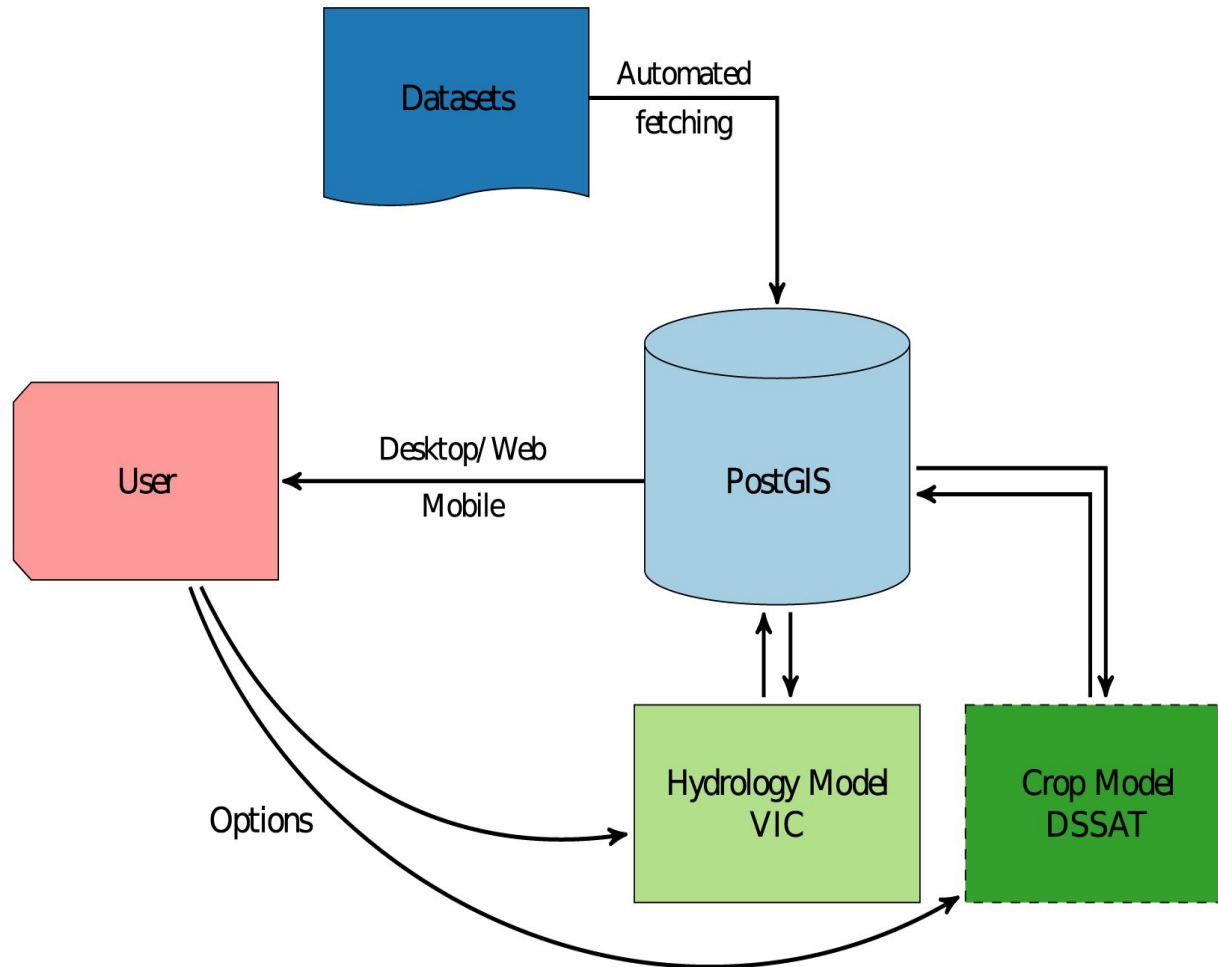 Datasets
Automated
fetching
User
Desktop/Web
Mobile
PostGIS
Options
Hydrology Model
VIC
Crop Model
DSSAT